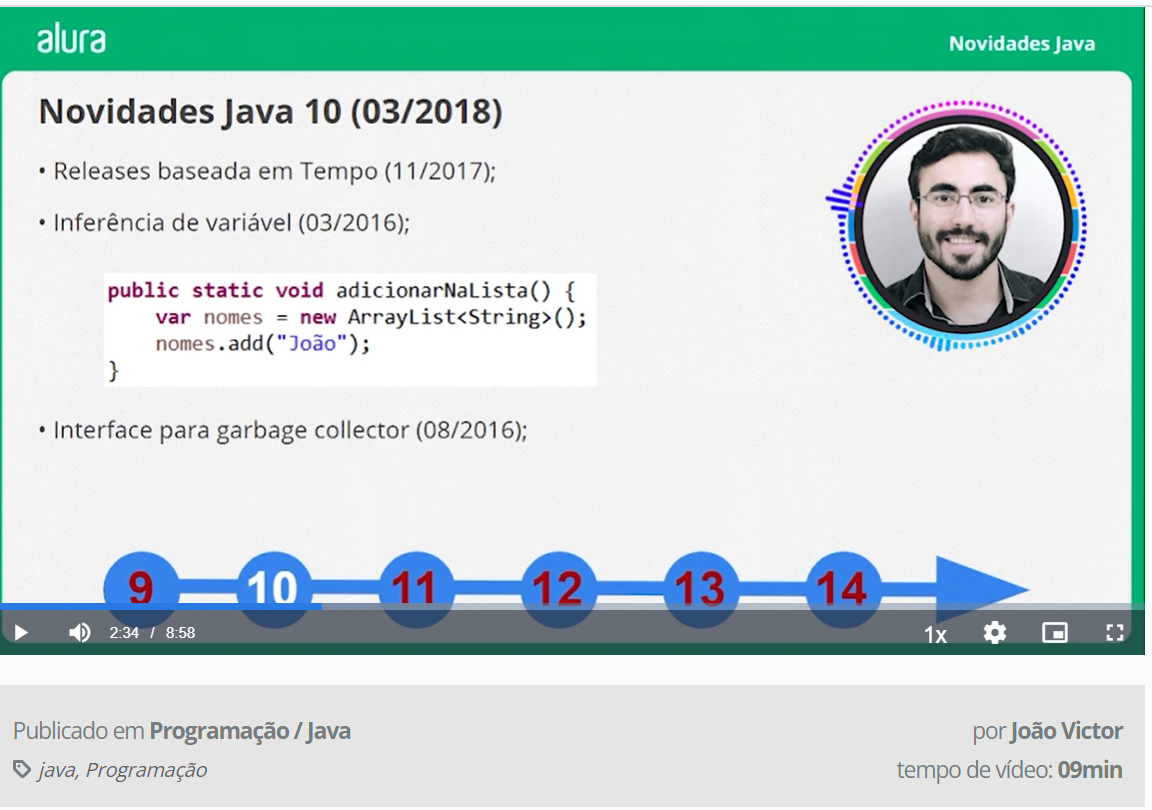 alura
Novidades Java
Novidades Java 10 (03/2018)
• Releases baseada em Tempo (11/2017);
• Inferência de variável (03/2016);
public static void adicionarNaLista() {
var nomes = new ArrayList<String>();
nomes.add("João");
}
• Interface para garbage collector (08/2016);
9 10 11 12 13 14
2:34 / 8:58 1x
Publicado em Programação / Java
por João Victor
java, Programação
tempo de vídeo: 09min